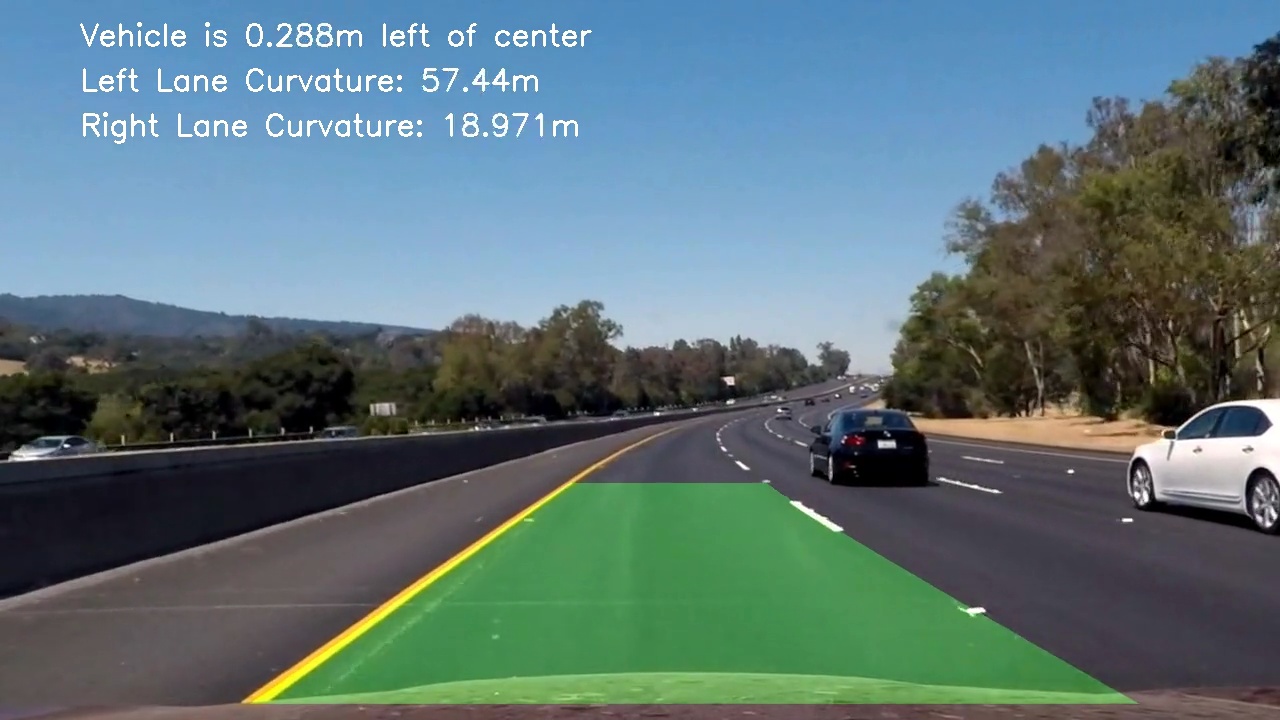 Vehicle is 0.288m left of center
Left Lane Curvature: 57.44m
Right Lane Curvature: 18.971m